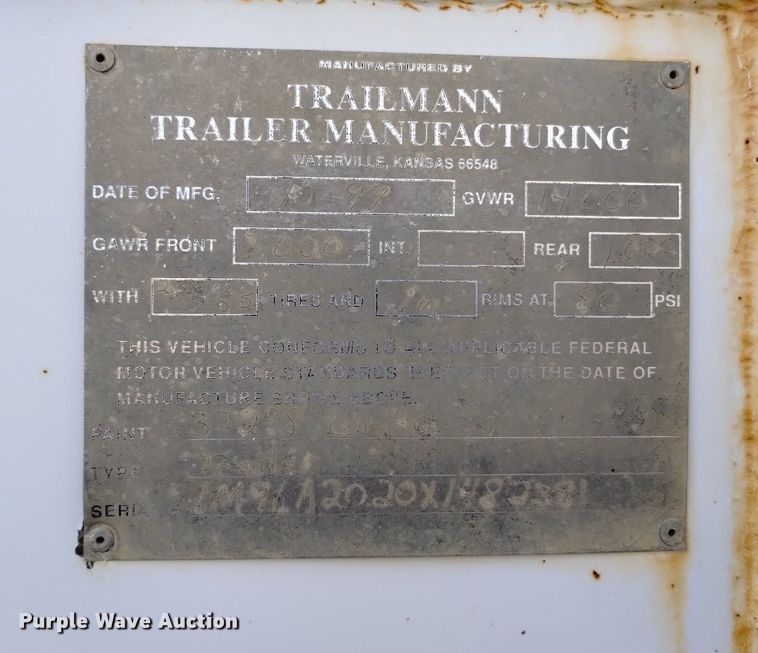 MANUFACTURED BY
TRAILMANN
TRAILER MANUFACTURING
WATERVILLE, KANSAS 66548
DATE OF MFG. 10-99 GVWR 14000
GAWR FRONT 7000 INT. REAR
WITH TIRES AND 16 RIMS AT 80 PSI
THIS VEHICLE CONFORMS TO ALL APPLICABLE FEDERAL
MOTOR VEHICLE STANDARDS IN EFFECT ON THE DATE OF
MANUFACTURE SHOWN ABOVE.
PAINT
TYPE Trailer
SERIAL
Purple Wave Auction